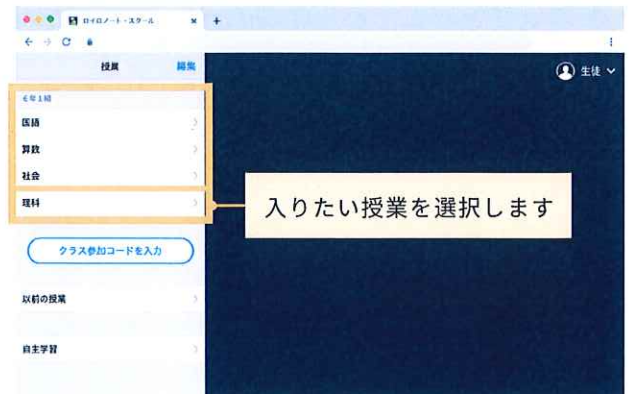 ロイロノート・スクール
授業
編集
生徒
6年1組
国語
算数
社会
理科
入りたい授業を選択します
クラス参加コードを入力
以前の授業
自主学習